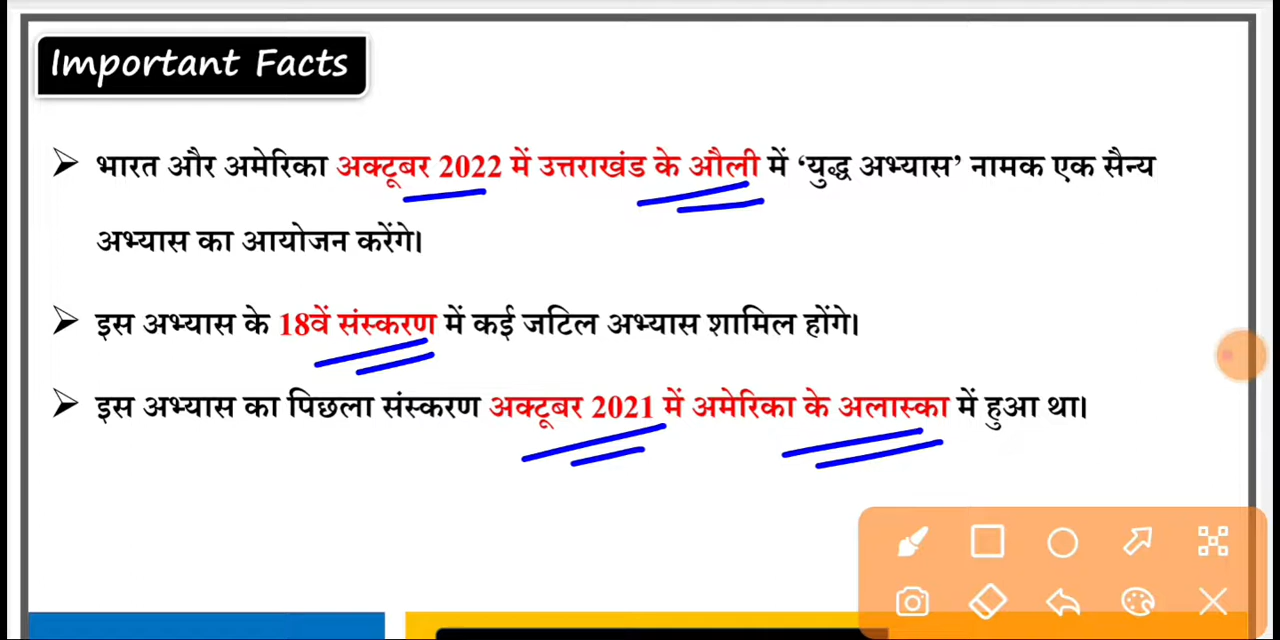 Important Facts
➢ भारत और अमेरिका अक्टूबर 2022 में उत्तराखंड के औली में ‘युद्ध अभ्यास’ नामक एक सैन्य
अभ्यास का आयोजन करेंगे।
➢ इस अभ्यास के 18वें संस्करण में कई जटिल अभ्यास शामिल होंगे।
➢ इस अभ्यास का पिछला संस्करण अक्टूबर 2021 में अमेरिका के अलास्का में हुआ था।